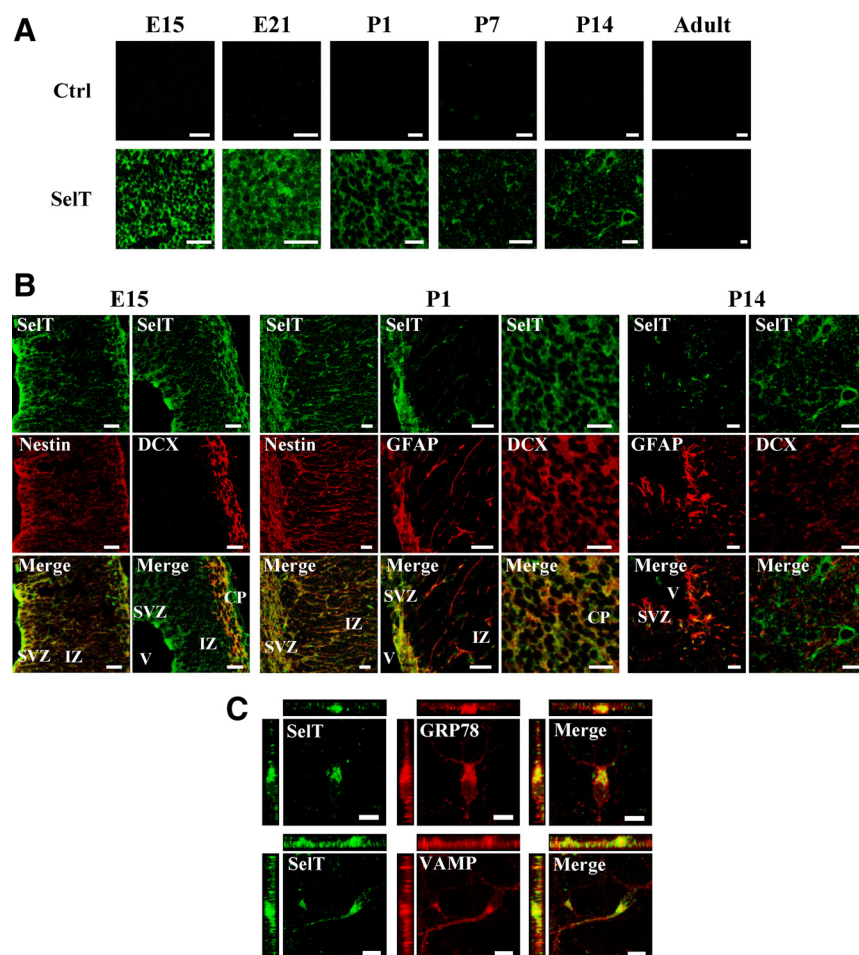 A
E15 E21 P1 P7 P14 Adult
Ctrl
SelT
B
E15 P1 P14
SelT SelT SelT SelT SelT SelT SelT
Nestin DCX Nestin GFAP DCX GFAP DCX
Merge Merge Merge Merge Merge Merge Merge
SVZ IZ V SVZ IZ CP SVZ IZ V SVZ IZ CP SVZ V
C
SelT GRP78 Merge
SelT VAMP Merge